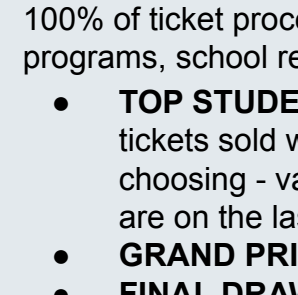 100% of ticket proce
programs, school re
● TOP STUDE
tickets sold w
choosing - va
are on the las
● GRAND PRI
● FINAL DRAW